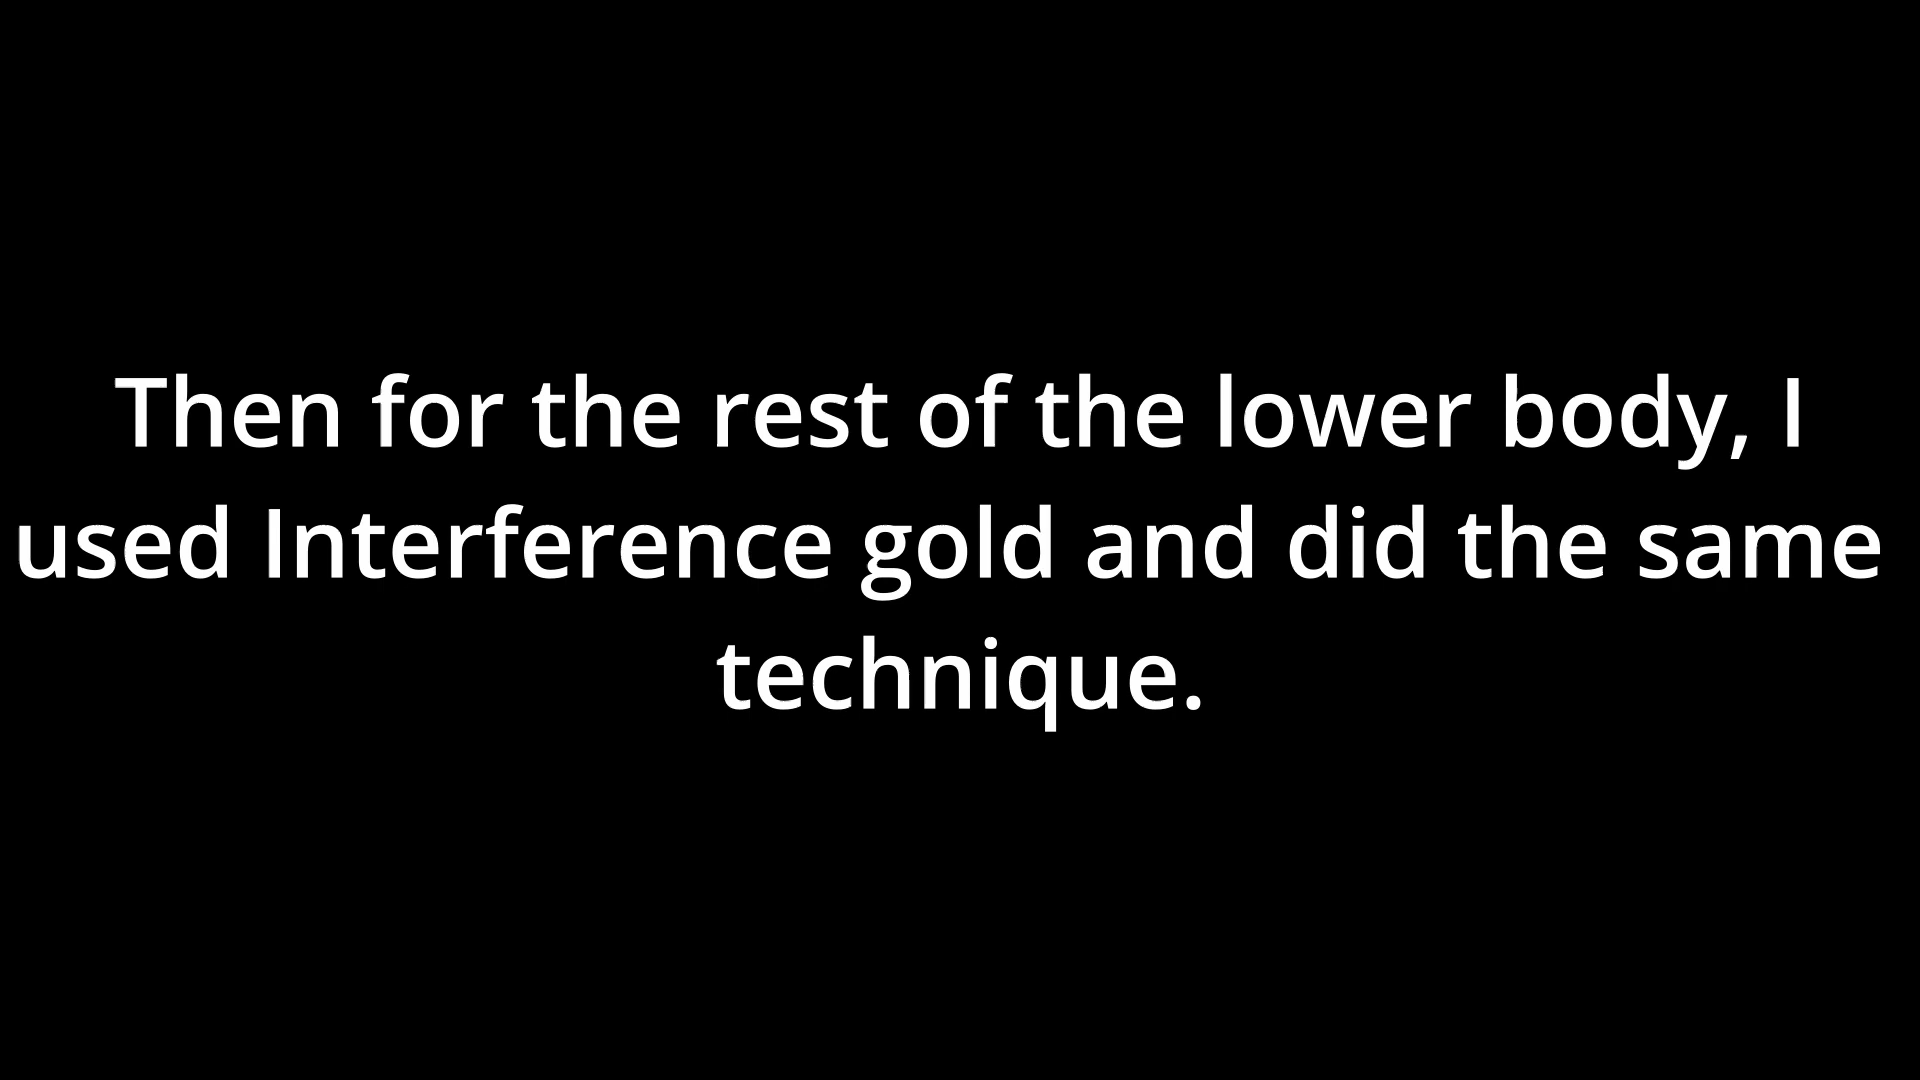 Then for the rest of the lower body, I
used Interference gold and did the same
technique.